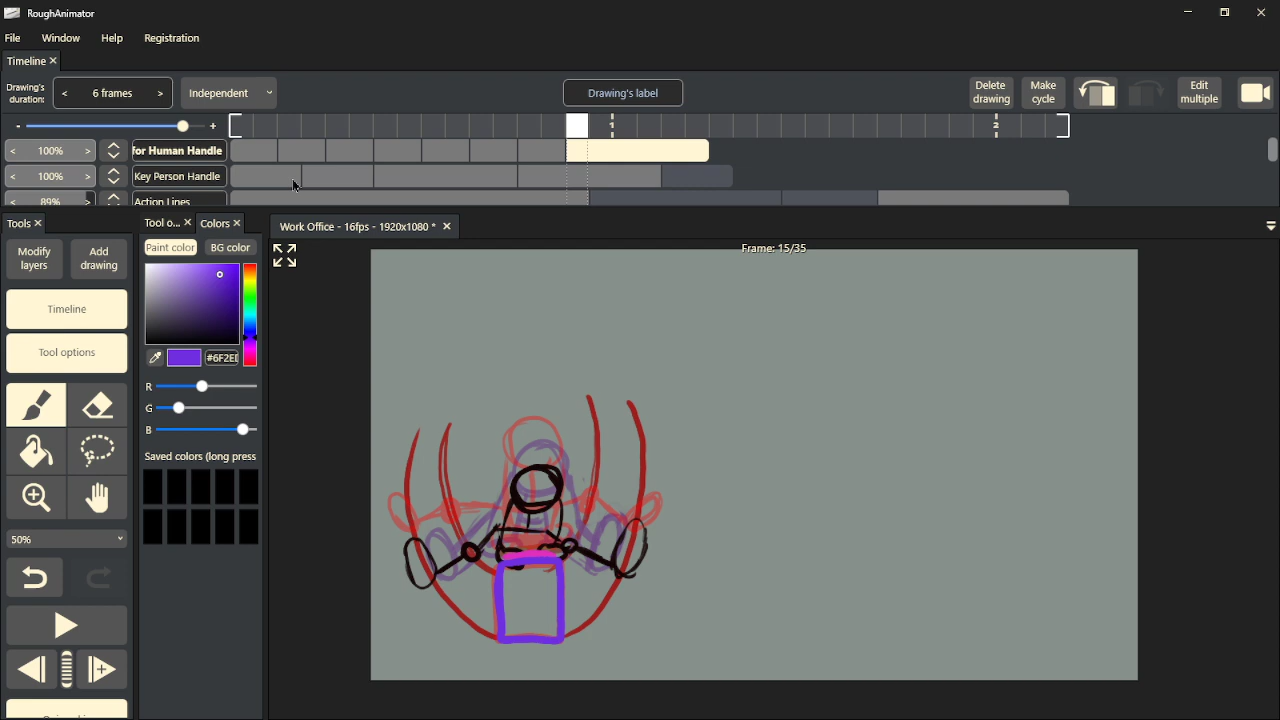 RoughAnimator
File Window Help Registration
Timeline
Drawing's duration:
< 6 frames >
Independent
Drawing's label
Delete drawing
Make cycle
Edit multiple
- +
1
2
< 100% > for Human Handle
< 100% > Key Person Handle
< 89% > Action Lines
Tools
Tool o...
Colors
Work Office - 16fps - 1920x1080 *
Modify layers
Add drawing
Paint color
BG color
Frame: 15/35
Timeline
Tool options
#6F2E
R
G
B
Saved colors (long press
50%